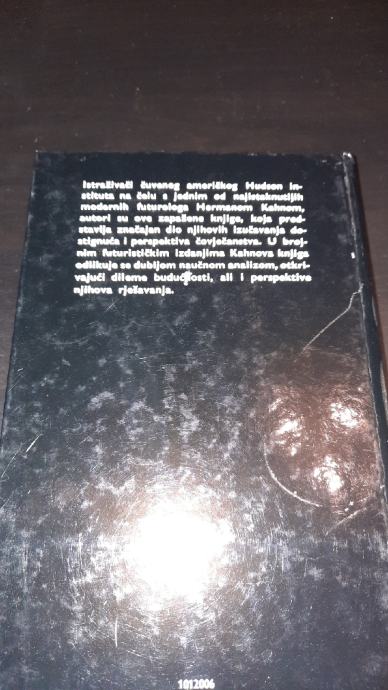 Istraživači čuvenog američkog Hudson in-
stituta na čelu s jednim od najistaknutijih
modernih futurologa Hermanom Kahnom,
autori su ove zapažene knjige, koja pred-
stavlja značajan dio njihovih izučavanja do-
stignuća i perspektiva čovječanstva. U broj-
nim futurističkim izdanjima Kahnova knjiga
odlikuje se dubljom naučnom analizom, otkri-
vajući dileme budućnosti, ali i perspektive
njihova rješavanja.
1012006